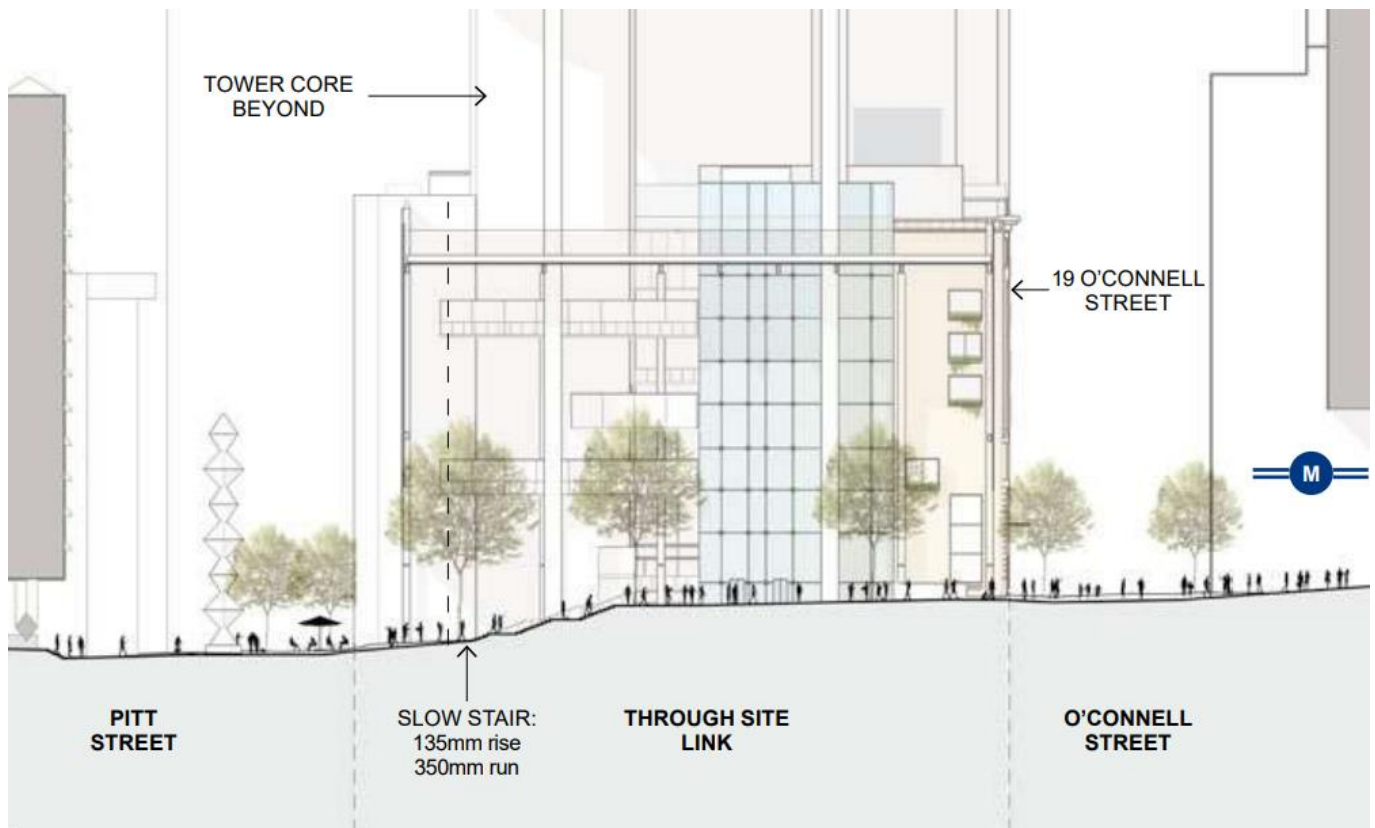 TOWER CORE
BEYOND
19 O'CONNELL
STREET
M
PITT
STREET
SLOW STAIR:
135mm rise
350mm run
THROUGH SITE
LINK
O'CONNELL
STREET